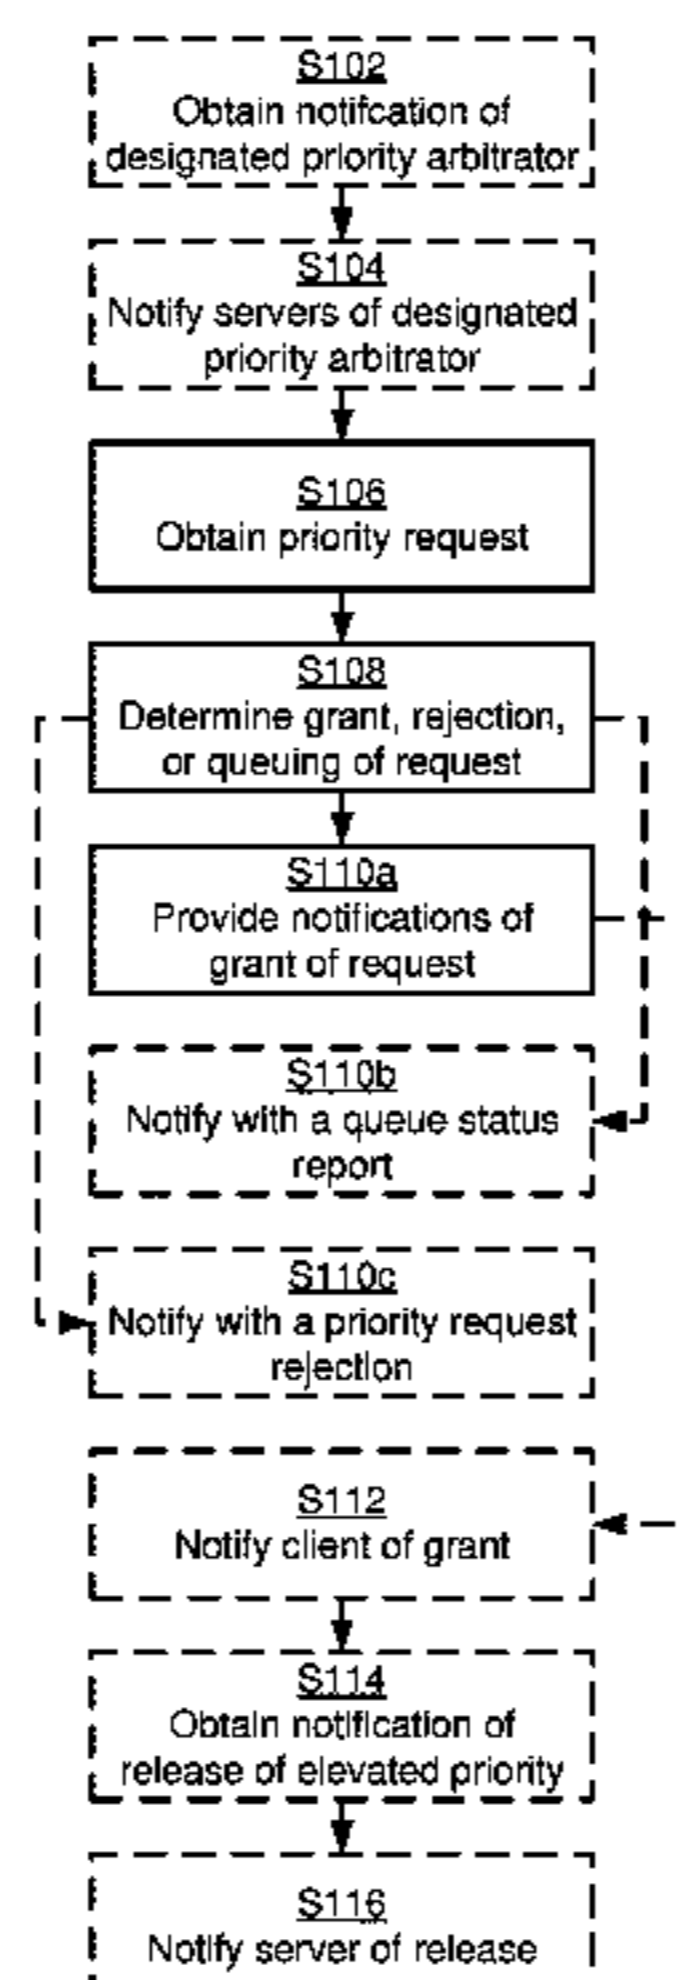 S102
Obtain notifcation of
designated priority arbitrator
S104
Notify servers of designated
priority arbitrator
S106
Obtain priority request
S108
Determine grant, rejection,
or queuing of request
S110a
Provide notifications of
grant of request
S110b
Notify with a queue status
report
S110c
Notify with a priority request
rejection
S112
Notify client of grant
S114
Obtain notification of
release of elevated priority
S116
Notify server of release